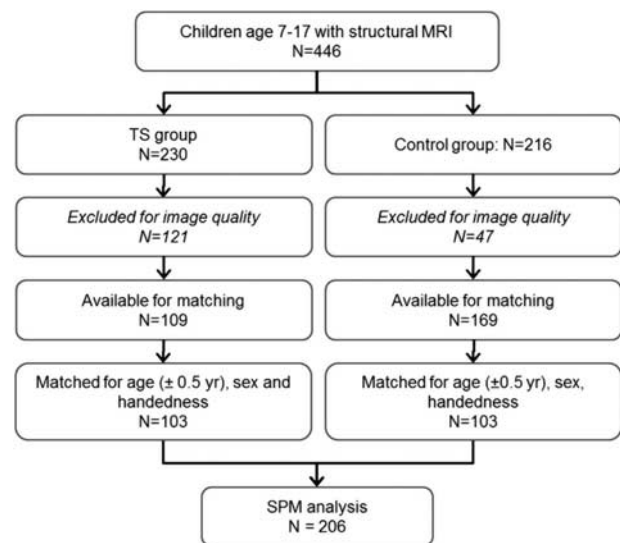 Children age 7-17 with structural MRI
N=446
TS group
N=230
Control group: N=216
Excluded for image quality
N=121
Excluded for image quality
N=47
Available for matching
N=109
Available for matching
N=169
Matched for age (± 0.5 yr), sex and
handedness
N=103
Matched for age (±0.5 yr), sex,
handedness
N=103
SPM analysis
N = 206